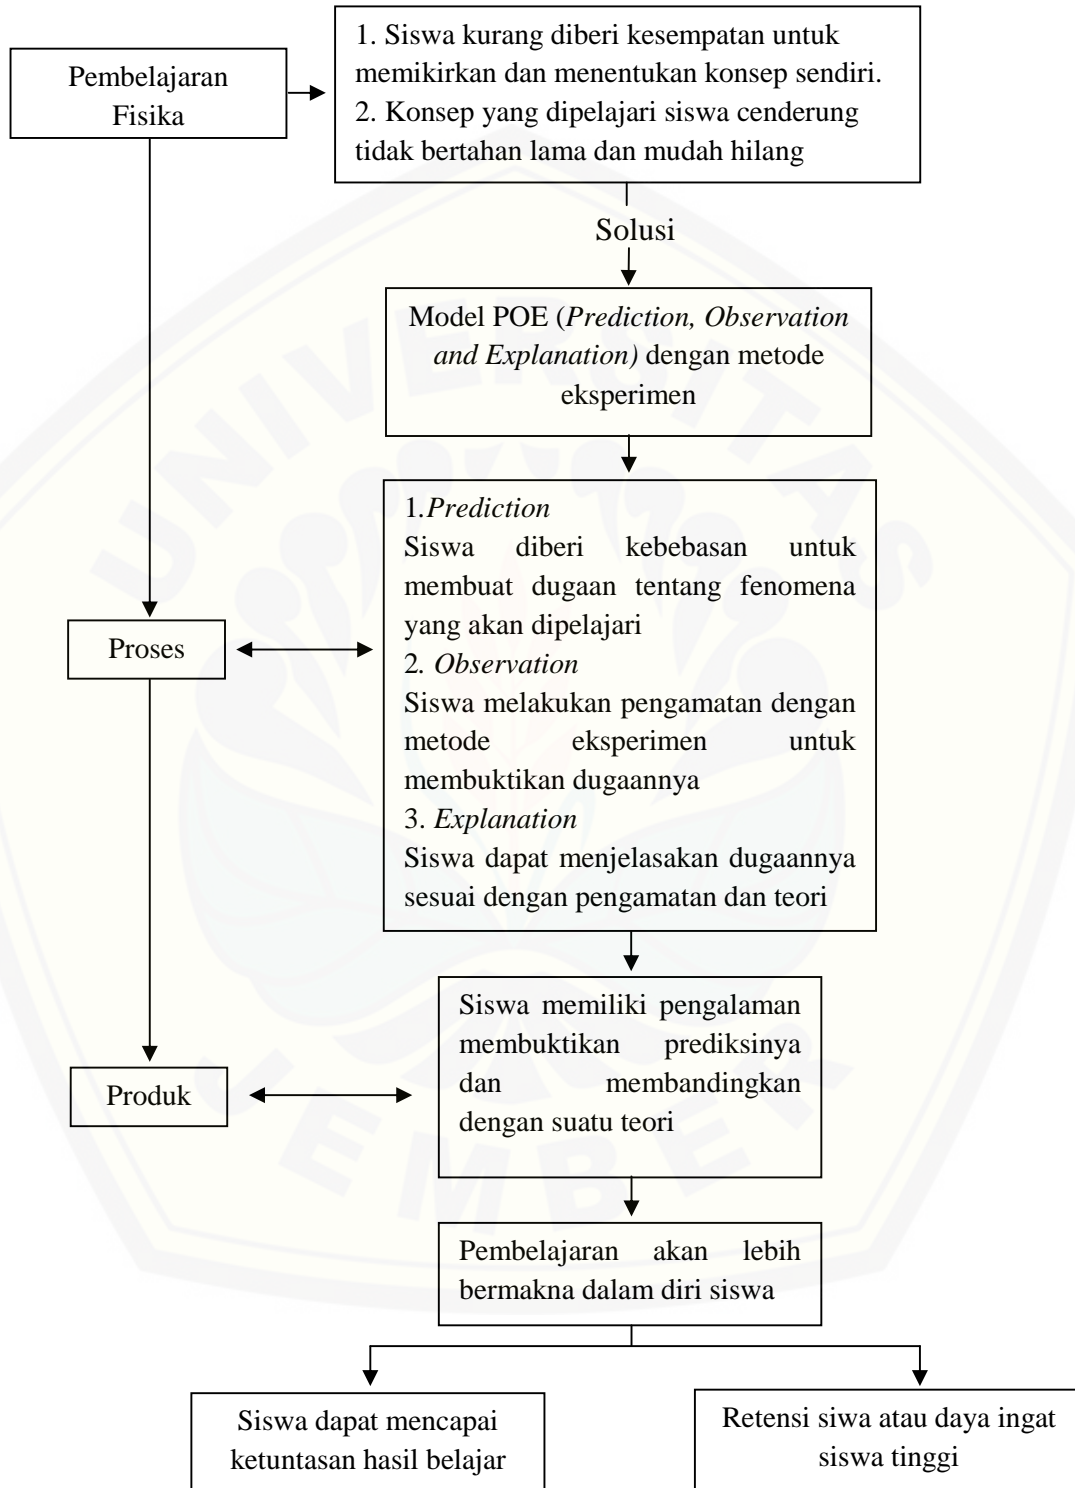 Pembelajaran
Fisika
1. Siswa kurang diberi kesempatan untuk
memikirkan dan menentukan konsep sendiri.
2. Konsep yang dipelajari siswa cenderung
tidak bertahan lama dan mudah hilang
Solusi
Model POE (Prediction, Observation
and Explanation) dengan metode
eksperimen
Proses
1.Prediction
Siswa diberi kebebasan untuk
membuat dugaan tentang fenomena
yang akan dipelajari
2. Observation
Siswa melakukan pengamatan dengan
metode eksperimen untuk
membuktikan dugaannya
3. Explanation
Siswa dapat menjelasakan dugaannya
sesuai dengan pengamatan dan teori
Produk
Siswa memiliki pengalaman
membuktikan prediksinya
dan membandingkan
dengan suatu teori
Pembelajaran akan lebih
bermakna dalam diri siswa
Siswa dapat mencapai
ketuntasan hasil belajar
Retensi siwa atau daya ingat
siswa tinggi
UNIVERSITAS
JEMBER